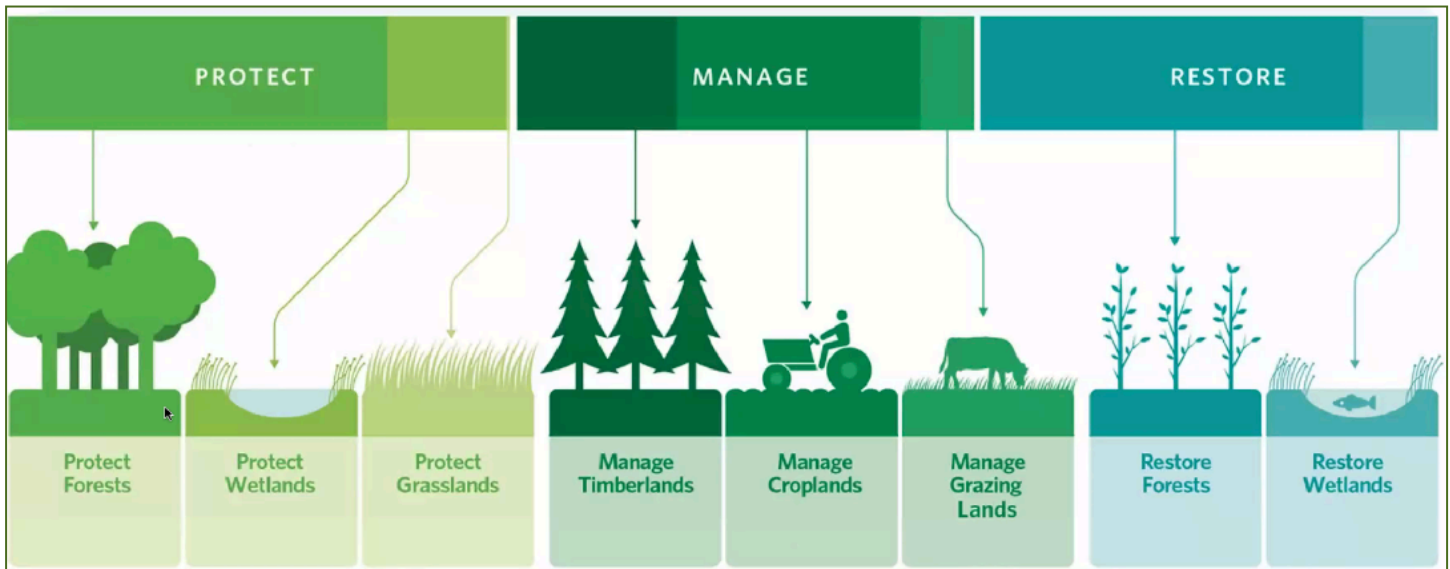 PROTECT
MANAGE
RESTORE
Protect
Forests
Protect
Wetlands
Protect
Grasslands
Manage
Timberlands
Manage
Croplands
Manage
Grazing
Lands
Restore
Forests
Restore
Wetlands